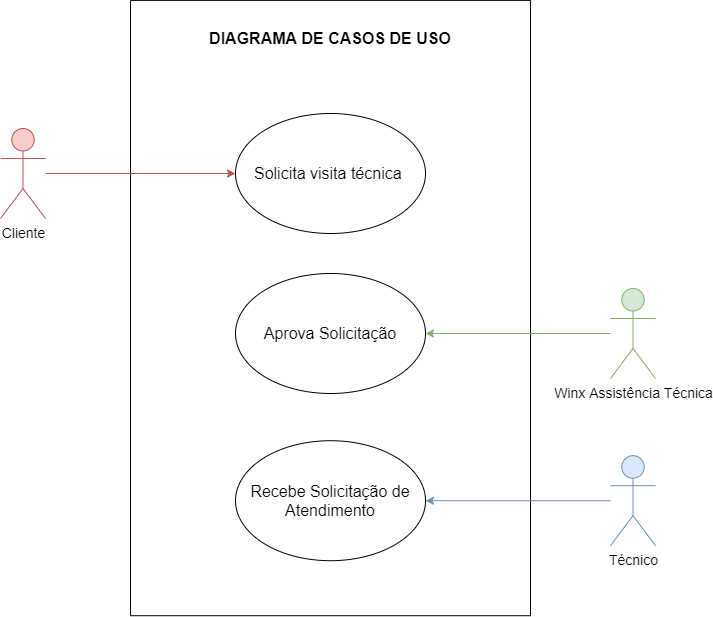 DIAGRAMA DE CASOS DE USO
Solicita visita técnica
Cliente
Aprova Solicitação
Winx Assistência Técnica
Recebe Solicitação de
Atendimento
Técnico